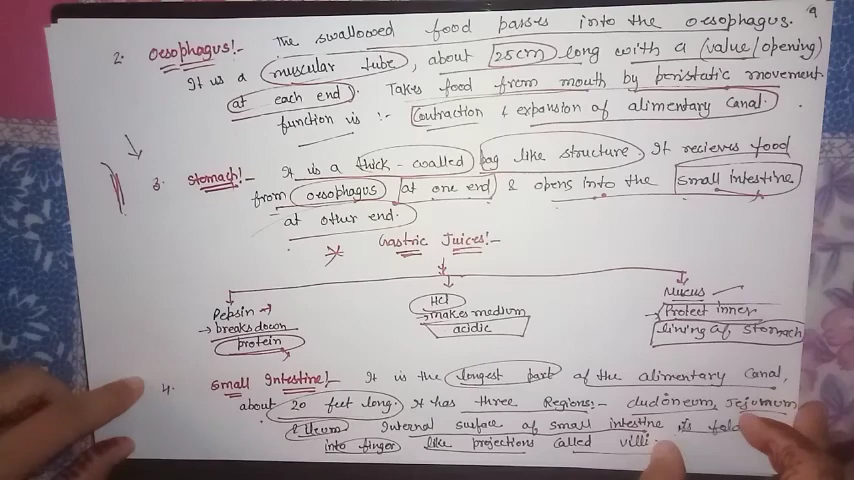 9
2. Oesophagus!- The swallowed food passes into the oesophagus.
It is a muscular tube, about 25cm long with a (value/opening)
at each end. Takes food from mouth by peristatic movement
function is :- Contraction & expansion of alimentary canal.
3. Stomach!- It is a thick-walled bag like structure. It recieves food
from oesophagus at one end & opens into the small intestine
at other end.
Gastric Juices!-
Pepsin → HCl Mucus
→ breaks down → makes medium → Protect inner
protein acidic lining of stomach
4. Small Intestine!- It is the longest part of the alimentary canal,
about 20 feet long. It has three Regions:- dudoneum, Jejunum
& Ileum. Internal surface of small intestine is
into finger like projections called villi